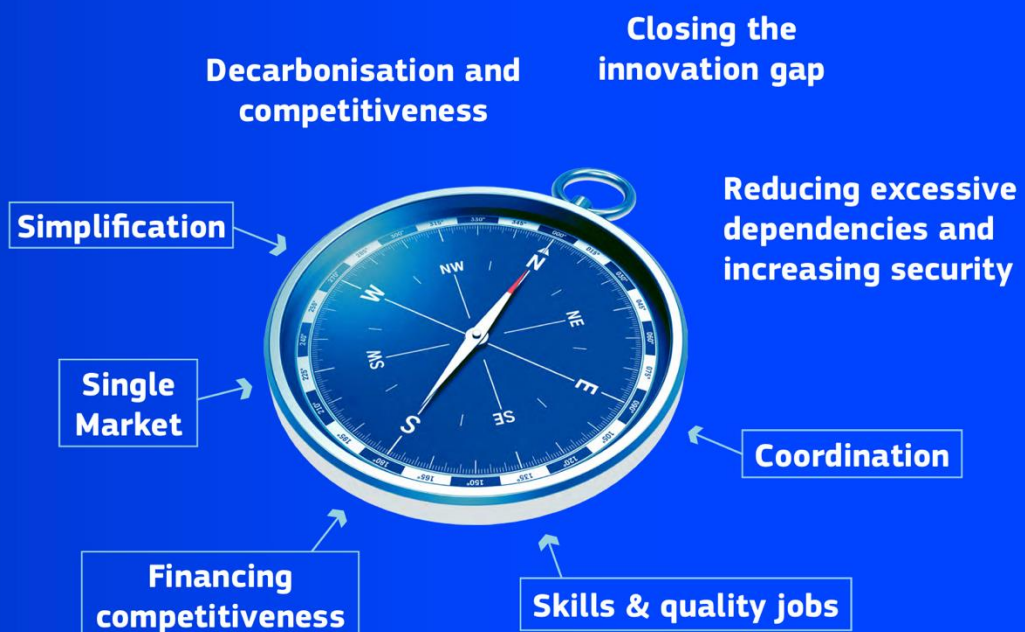 Closing the
innovation gap
Decarbonisation and
competitiveness
Reducing excessive
dependencies and
increasing security
Simplification
Single
Market
Coordination
Financing
competitiveness
Skills & quality jobs
N
NE
E
SE
S
SW
W
NW